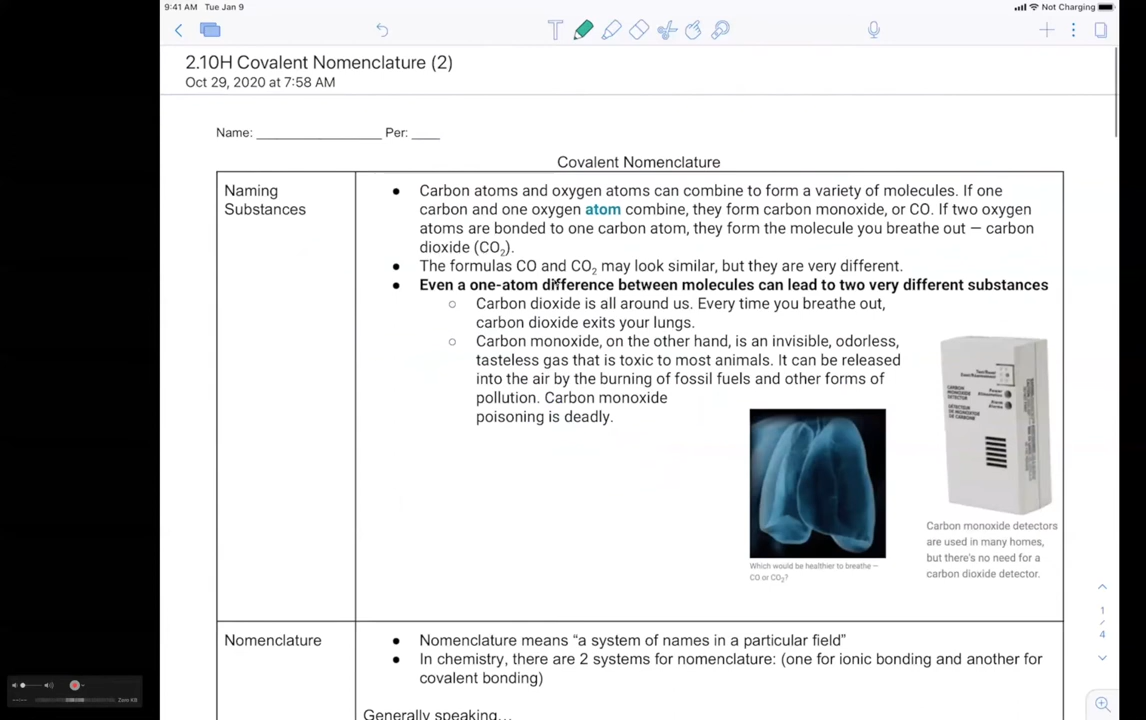 9:41 AM Tue Jan 9
Not Charging
2.10H Covalent Nomenclature (2)
Oct 29, 2020 at 7:58 AM
Name: ________________ Per: ____
Covalent Nomenclature
Naming
Substances
● Carbon atoms and oxygen atoms can combine to form a variety of molecules. If one
carbon and one oxygen atom combine, they form carbon monoxide, or CO. If two oxygen
atoms are bonded to one carbon atom, they form the molecule you breathe out — carbon
dioxide (CO₂).
● The formulas CO and CO₂ may look similar, but they are very different.
● Even a one-atom difference between molecules can lead to two very different substances
○ Carbon dioxide is all around us. Every time you breathe out,
carbon dioxide exits your lungs.
○ Carbon monoxide, on the other hand, is an invisible, odorless,
tasteless gas that is toxic to most animals. It can be released
into the air by the burning of fossil fuels and other forms of
pollution. Carbon monoxide
poisoning is deadly.
CARBON
MONOXIDE
DETECTOR
Which would be healthier to breathe —
CO or CO₂?
Carbon monoxide detectors
are used in many homes,
but there's no need for a
carbon dioxide detector.
1
/
4
Nomenclature
● Nomenclature means “a system of names in a particular field”
● In chemistry, there are 2 systems for nomenclature: (one for ionic bonding and another for
covalent bonding)
Generally speaking...
Zero KB